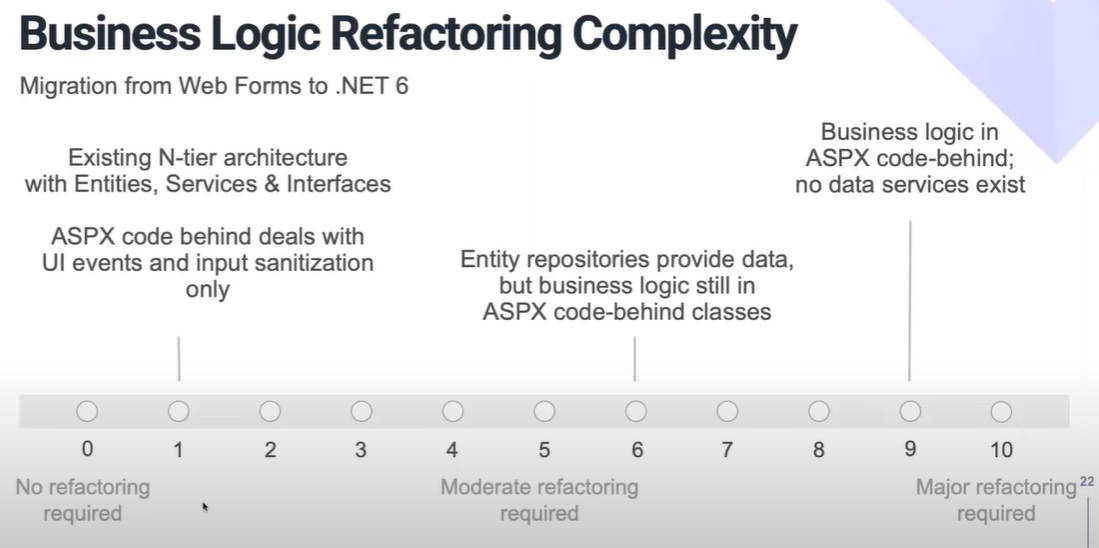 Business Logic Refactoring Complexity
Migration from Web Forms to .NET 6
Existing N-tier architecture
with Entities, Services & Interfaces
ASPX code behind deals with
UI events and input sanitization
only
Entity repositories provide data,
but business logic still in
ASPX code-behind classes
Business logic in
ASPX code-behind;
no data services exist
0 1 2 3 4 5 6 7 8 9 10
No refactoring
required
Moderate refactoring
required
Major refactoring
required
22